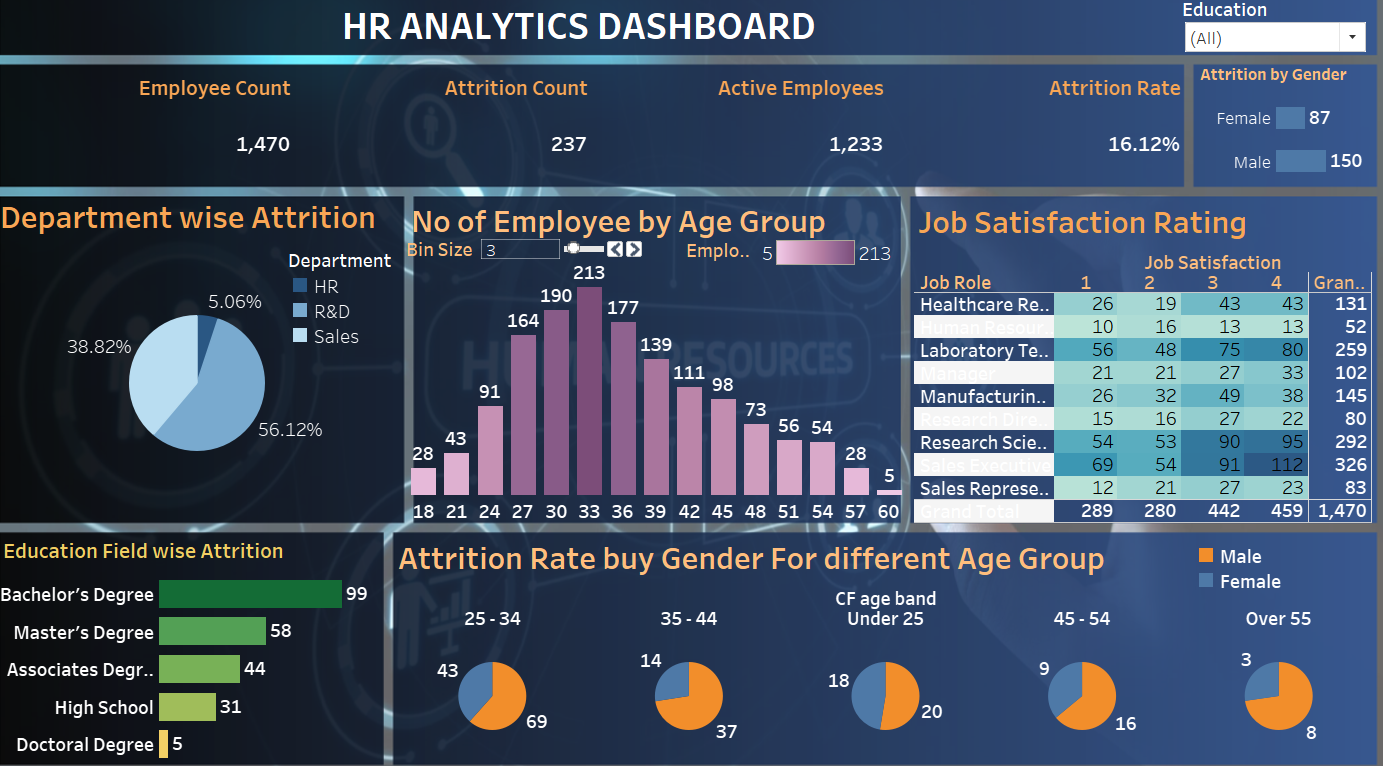 HR ANALYTICS DASHBOARD
Education
(All)
Employee Count
Attrition Count
Active Employees
Attrition Rate
1,470
237
1,233
16.12%
Attrition by Gender
Female 87
Male 150
Department wise Attrition
Department
HR
R&D
Sales
5.06%
38.82%
56.12%
No of Employee by Age Group
Bin Size 3
Emplo.. 5 213
28 43 91 164 190 213 177 139 111 98 73 56 54 28 5
18 21 24 27 30 33 36 39 42 45 48 51 54 57 60
HUMAN RESOURCES
Job Satisfaction Rating
Job Satisfaction
Job Role 1 2 3 4 Gran..
Healthcare Re.. 26 19 43 43 131
Human Resour.. 10 16 13 13 52
Laboratory Te.. 56 48 75 80 259
Manager 21 21 27 33 102
Manufacturin.. 26 32 49 38 145
Research Dire.. 15 16 27 22 80
Research Scie.. 54 53 90 95 292
Sales Executive 69 54 91 112 326
Sales Represe.. 12 21 27 23 83
Grand Total 289 280 442 459 1,470
Education Field wise Attrition
Bachelor's Degree 99
Master's Degree 58
Associates Degr.. 44
High School 31
Doctoral Degree 5
Attrition Rate buy Gender For different Age Group
Male
Female
CF age band
25 - 34
35 - 44
Under 25
45 - 54
Over 55
43 69
14 37
18 20
9 16
3 8